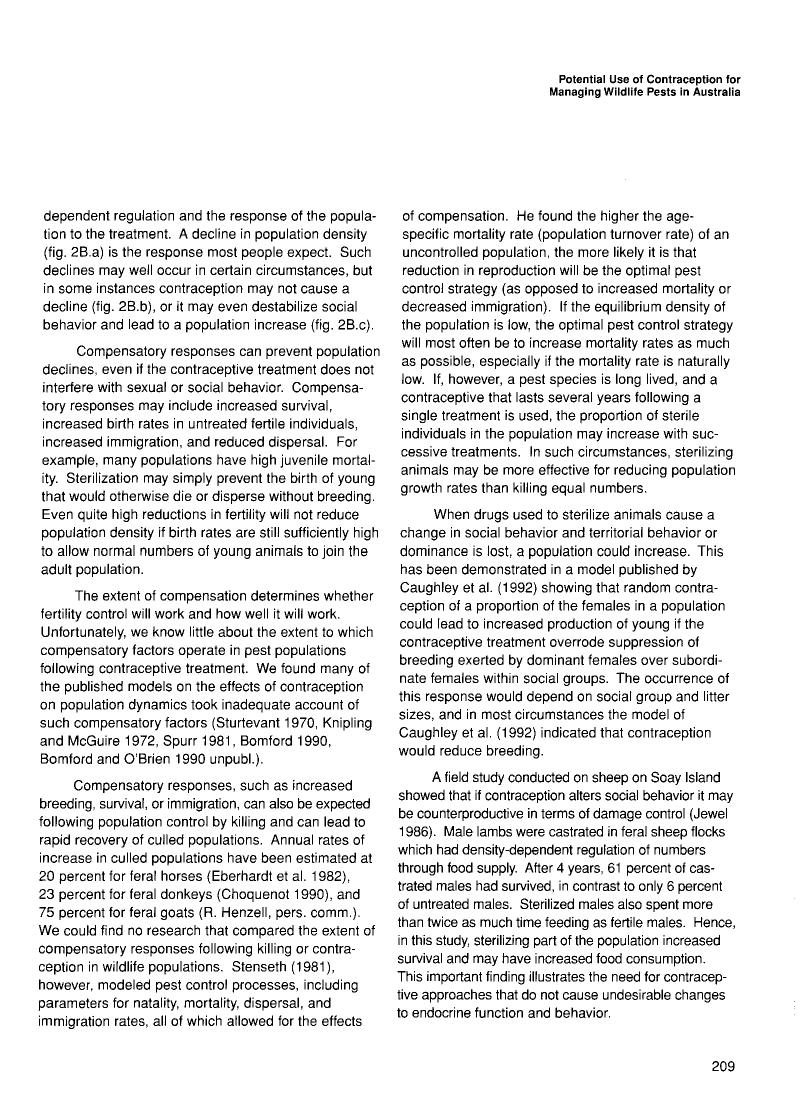 Potential Use of Contraception for
Managing Wildlife Pests in Australia
dependent regulation and the response of the popula-
tion to the treatment. A decline in population density
(fig. 2B.a) is the response most people expect. Such
declines may well occur in certain circumstances, but
in some instances contraception may not cause a
decline (fig. 2B.b), or it may even destabilize social
behavior and lead to a population increase (fig. 2B.c).
Compensatory responses can prevent population
declines, even if the contraceptive treatment does not
interfere with sexual or social behavior. Compensa-
tory responses may include increased survival,
increased birth rates in untreated fertile individuals,
increased immigration, and reduced dispersal. For
example, many populations have high juvenile mortal-
ity. Sterilization may simply prevent the birth of young
that would otherwise die or disperse without breeding.
Even quite high reductions in fertility will not reduce
population density if birth rates are still sufficiently high
to allow normal numbers of young animals to join the
adult population.
The extent of compensation determines whether
fertility control will work and how well it will work.
Unfortunately, we know little about the extent to which
compensatory factors operate in pest populations
following contraceptive treatment. We found many of
the published models on the effects of contraception
on population dynamics took inadequate account of
such compensatory factors (Sturtevant 1970, Knipling
and McGuire 1972, Spurr 1981, Bomford 1990,
Bomford and O'Brien 1990 unpubl.).
Compensatory responses, such as increased
breeding, survival, or immigration, can also be expected
following population control by killing and can lead to
rapid recovery of culled populations. Annual rates of
increase in culled populations have been estimated at
20 percent for feral horses (Eberhardt et al. 1982),
23 percent for feral donkeys (Choquenot 1990), and
75 percent for feral goats (R. Henzell, pers. comm.).
We could find no research that compared the extent of
compensatory responses following killing or contra-
ception in wildlife populations. Stenseth (1981),
however, modeled pest control processes, including
parameters for natality, mortality, dispersal, and
immigration rates, all of which allowed for the effects
of compensation. He found the higher the age-
specific mortality rate (population turnover rate) of an
uncontrolled population, the more likely it is that
reduction in reproduction will be the optimal pest
control strategy (as opposed to increased mortality or
decreased immigration). If the equilibrium density of
the population is low, the optimal pest control strategy
will most often be to increase mortality rates as much
as possible, especially if the mortality rate is naturally
low. If, however, a pest species is long lived, and a
contraceptive that lasts several years following a
single treatment is used, the proportion of sterile
individuals in the population may increase with suc-
cessive treatments. In such circumstances, sterilizing
animals may be more effective for reducing population
growth rates than killing equal numbers.
When drugs used to sterilize animals cause a
change in social behavior and territorial behavior or
dominance is lost, a population could increase. This
has been demonstrated in a model published by
Caughley et al. (1992) showing that random contra-
ception of a proportion of the females in a population
could lead to increased production of young if the
contraceptive treatment overrode suppression of
breeding exerted by dominant females over subordi-
nate females within social groups. The occurrence of
this response would depend on social group and litter
sizes, and in most circumstances the model of
Caughley et al. (1992) indicated that contraception
would reduce breeding.
A field study conducted on sheep on Soay Island
showed that if contraception alters social behavior it may
be counterproductive in terms of damage control (Jewel
1986). Male lambs were castrated in feral sheep flocks
which had density-dependent regulation of numbers
through food supply. After 4 years, 61 percent of cas-
trated males had survived, in contrast to only 6 percent
of untreated males. Sterilized males also spent more
than twice as much time feeding as fertile males. Hence,
in this study, sterilizing part of the population increased
survival and may have increased food consumption.
This important finding illustrates the need for contracep-
tive approaches that do not cause undesirable changes
to endocrine function and behavior.
209